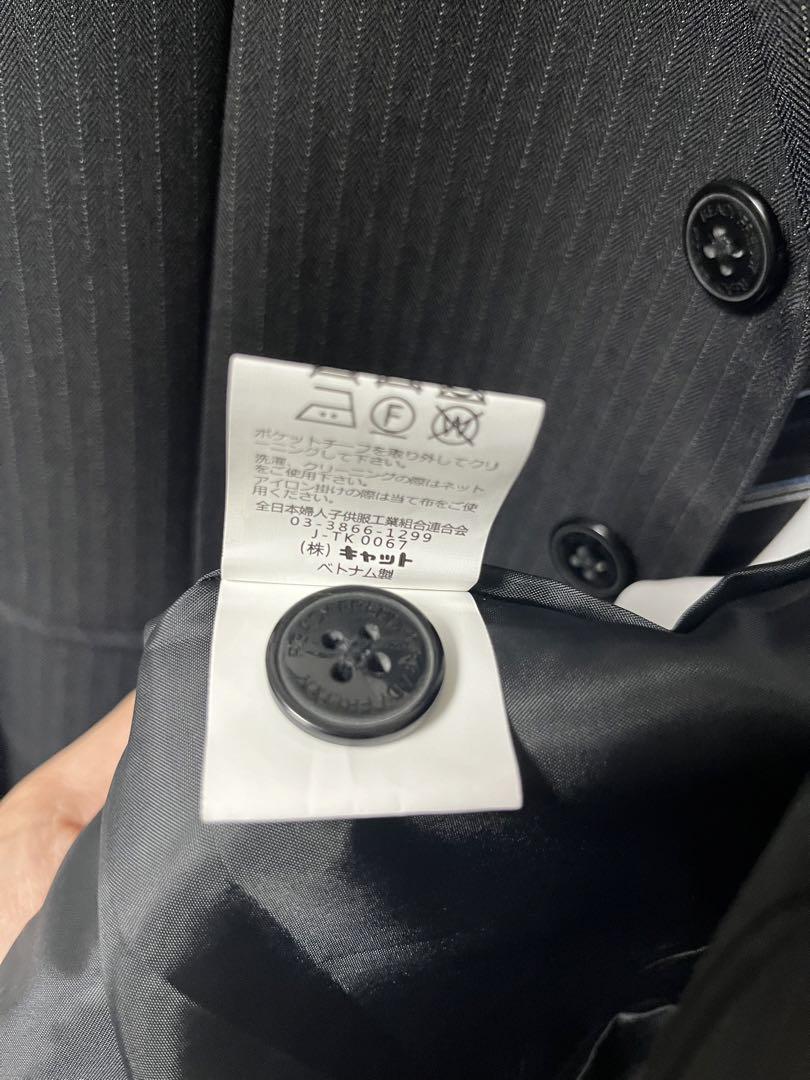 F
W
ポケットチーフを取り外してクリ
ーニングして下さい。
洗濯、クリーニングの際はネット
をご使用下さい。
アイロン掛けの際は当て布をご使
用ください。
全日本婦人子供服工業組合連合会
03-3866-1299
J-TK0067
(株) キャット
ベトナム製